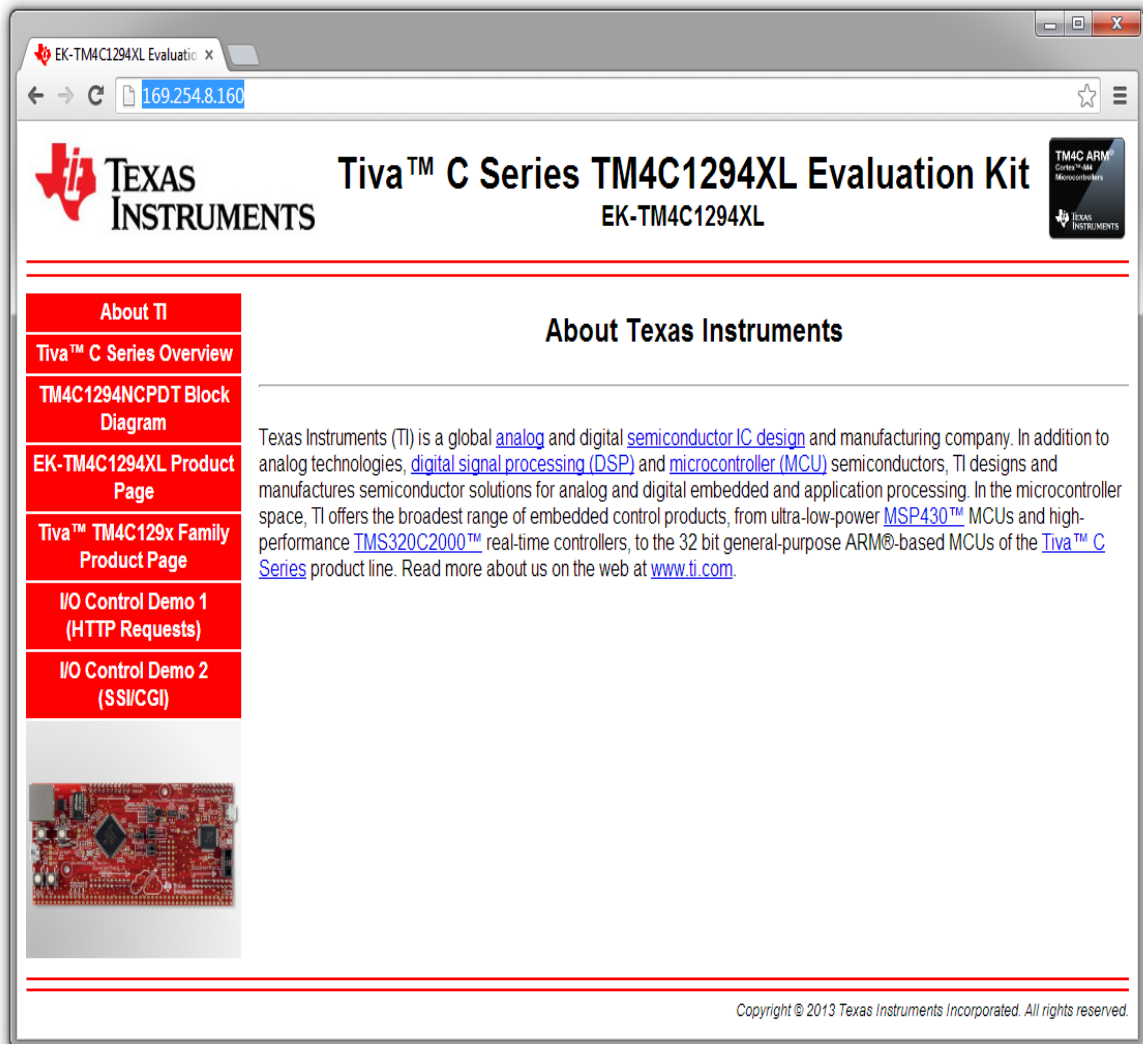 EK-TM4C1294XL Evaluatio
169.254.8.160
TEXAS
INSTRUMENTS
Tiva™ C Series TM4C1294XL Evaluation Kit
EK-TM4C1294XL
TM4C ARM®
Cortex™-M4
Microcontrollers
TEXAS
INSTRUMENTS
About TI
Tiva™ C Series Overview
TM4C1294NCPDT Block
Diagram
EK-TM4C1294XL Product
Page
Tiva™ TM4C129x Family
Product Page
I/O Control Demo 1
(HTTP Requests)
I/O Control Demo 2
(SSI/CGI)
About Texas Instruments
Texas Instruments (TI) is a global analog and digital semiconductor IC design and manufacturing company. In addition to
analog technologies, digital signal processing (DSP) and microcontroller (MCU) semiconductors, TI designs and
manufactures semiconductor solutions for analog and digital embedded and application processing. In the microcontroller
space, TI offers the broadest range of embedded control products, from ultra-low-power MSP430™ MCUs and high-
performance TMS320C2000™ real-time controllers, to the 32 bit general-purpose ARM®-based MCUs of the Tiva™ C
Series product line. Read more about us on the web at www.ti.com.
Copyright © 2013 Texas Instruments Incorporated. All rights reserved.